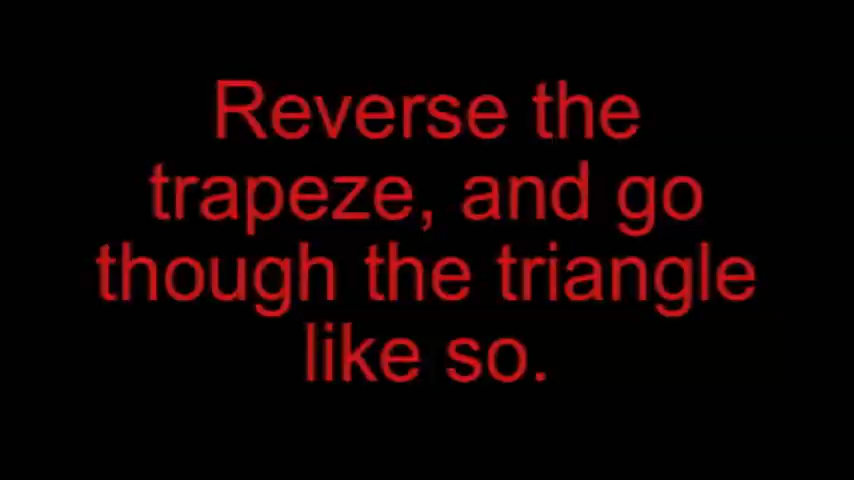 Reverse the
trapeze, and go
though the triangle
like so.